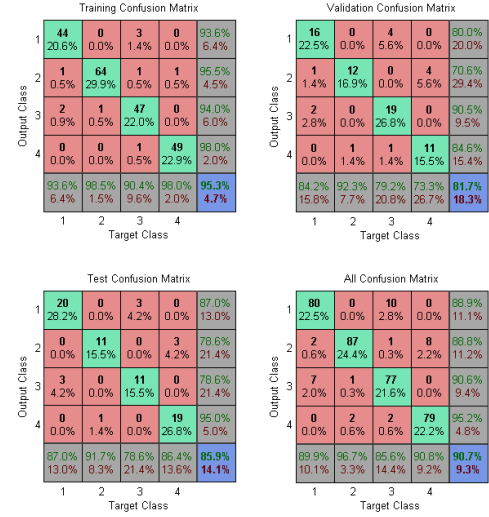 Training Confusion Matrix
1 44 0 3 0 93.6%
20.6% 0.0% 1.4% 0.0% 6.4%
2 1 64 1 1 95.5%
0.5% 29.9% 0.5% 0.5% 4.5%
3 2 1 47 0 94.0%
0.9% 0.5% 22.0% 0.0% 6.0%
4 0 0 1 49 98.0%
0.0% 0.0% 0.5% 22.9% 2.0%
93.6% 98.5% 90.4% 98.0% 95.3%
6.4% 1.5% 9.6% 2.0% 4.7%
1 2 3 4
Target Class
Output Class
Validation Confusion Matrix
1 16 0 4 0 80.0%
22.5% 0.0% 5.6% 0.0% 20.0%
2 1 12 0 4 70.6%
1.4% 16.9% 0.0% 5.6% 29.4%
3 2 0 19 0 90.5%
2.8% 0.0% 26.8% 0.0% 9.5%
4 0 1 1 11 84.6%
0.0% 1.4% 1.4% 15.5% 15.4%
84.2% 92.3% 79.2% 73.3% 81.7%
15.8% 7.7% 20.8% 26.7% 18.3%
1 2 3 4
Target Class
Output Class
Test Confusion Matrix
1 20 0 3 0 87.0%
28.2% 0.0% 4.2% 0.0% 13.0%
2 0 11 0 3 78.6%
0.0% 15.5% 0.0% 4.2% 21.4%
3 3 0 11 0 78.6%
4.2% 0.0% 15.5% 0.0% 21.4%
4 0 1 0 19 95.0%
0.0% 1.4% 0.0% 26.8% 5.0%
87.0% 91.7% 78.6% 86.4% 85.9%
13.0% 8.3% 21.4% 13.6% 14.1%
1 2 3 4
Target Class
Output Class
All Confusion Matrix
1 80 0 10 0 88.9%
22.5% 0.0% 2.8% 0.0% 11.1%
2 2 87 1 8 88.8%
0.6% 24.4% 0.3% 2.2% 11.2%
3 7 1 77 0 90.6%
2.0% 0.3% 21.6% 0.0% 9.4%
4 0 2 2 79 95.2%
0.0% 0.6% 0.6% 22.2% 4.8%
89.9% 96.7% 85.6% 90.8% 90.7%
10.1% 3.3% 14.4% 9.2% 9.3%
1 2 3 4
Target Class
Output Class